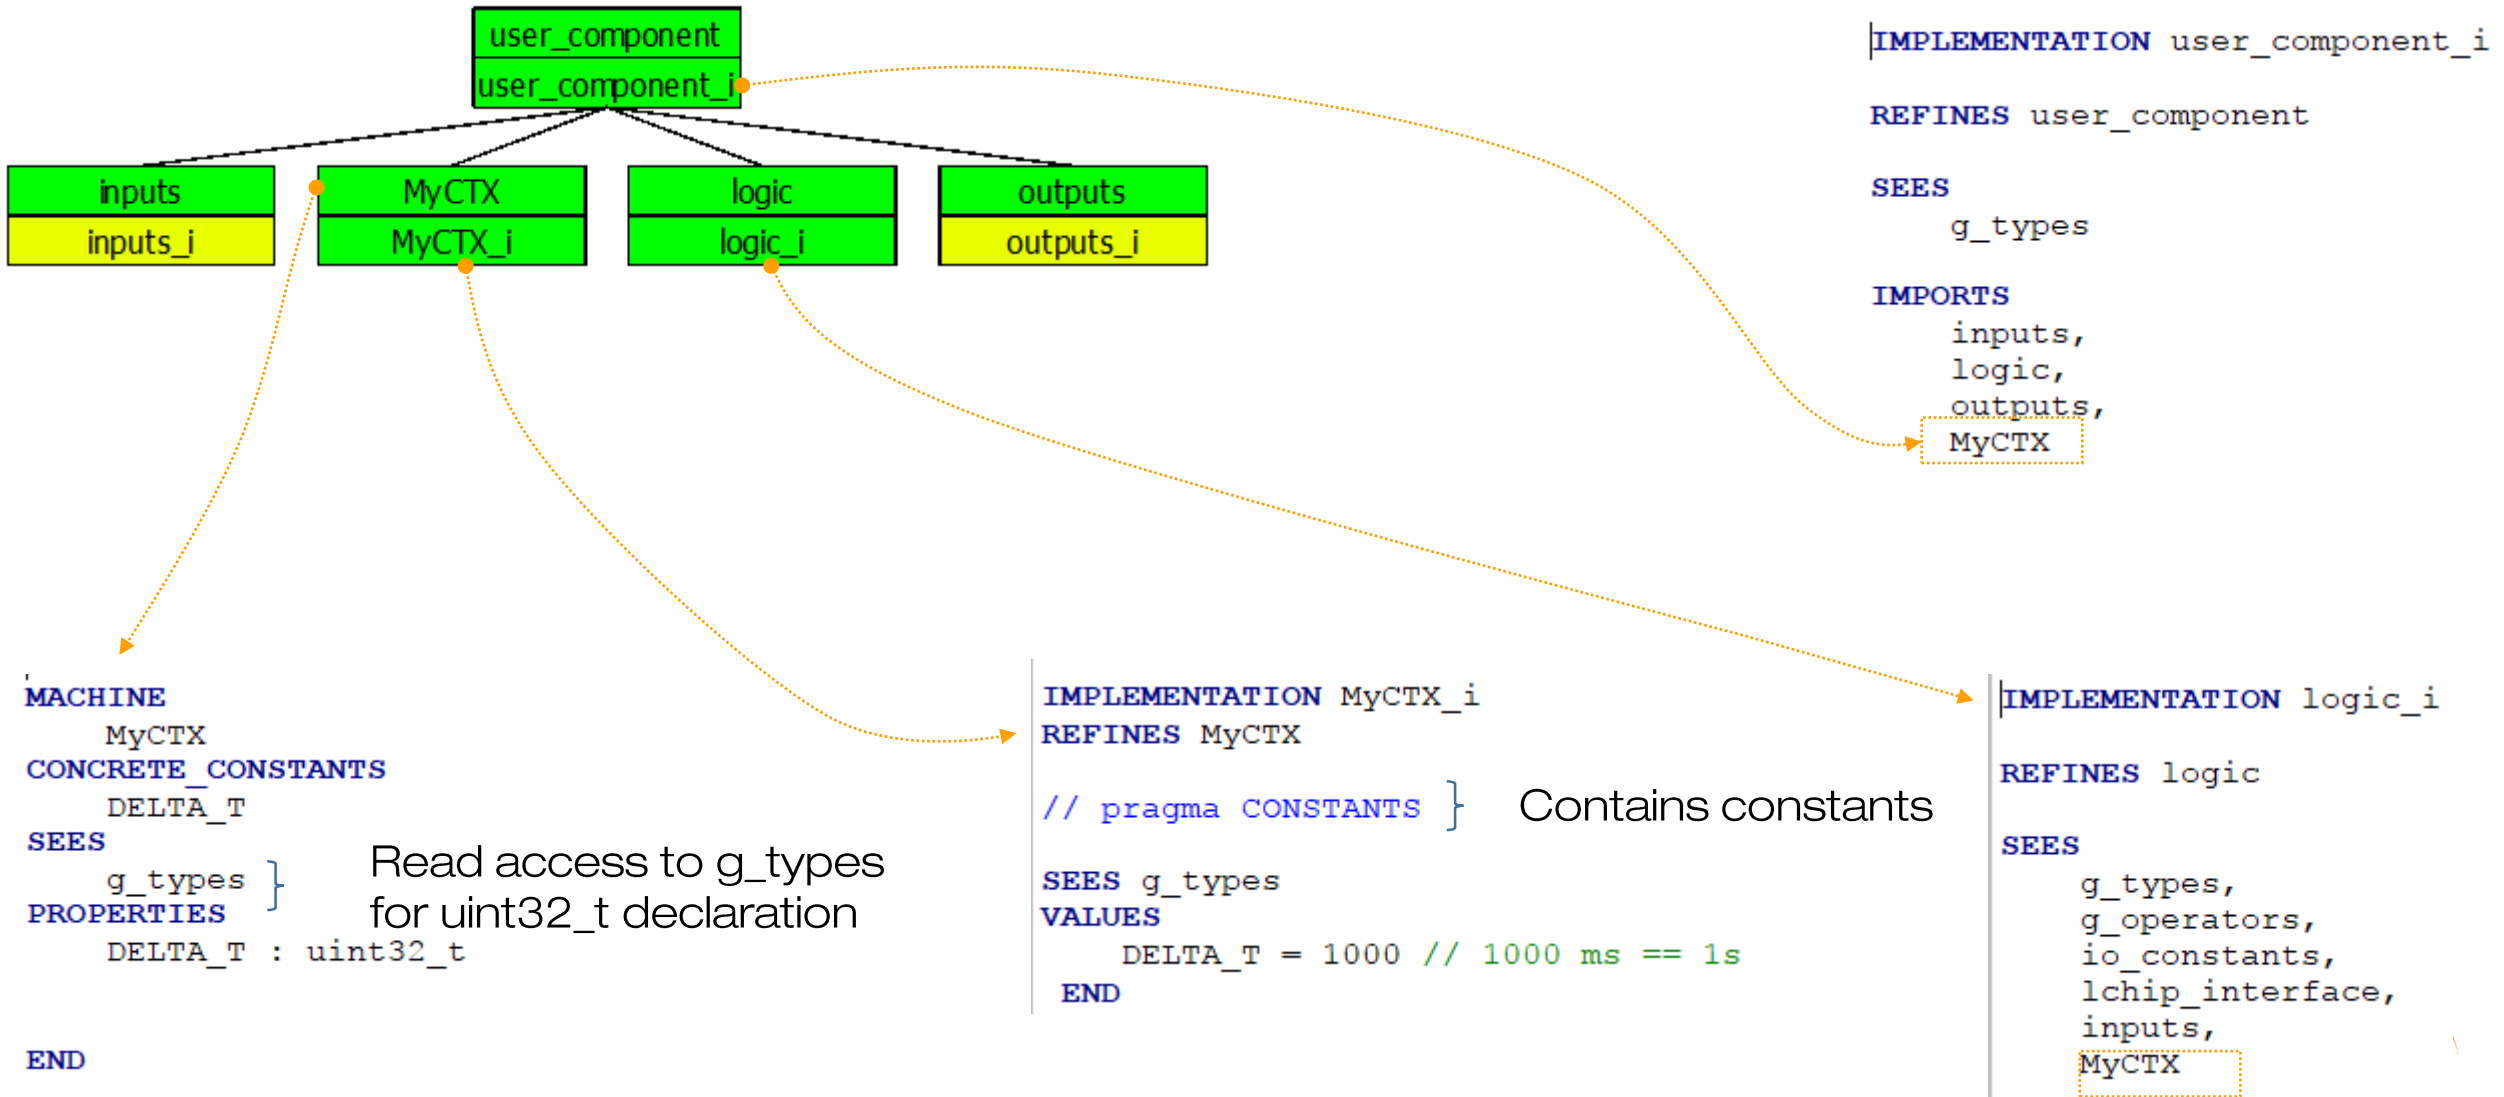 user_component
user_component_i
inputs
inputs_i
MyCTX
MyCTX_i
logic
logic_i
outputs
outputs_i
IMPLEMENTATION user_component_i
REFINES user_component
SEES
g_types
IMPORTS
inputs,
logic,
outputs,
MyCTX
MACHINE
MyCTX
CONCRETE_CONSTANTS
DELTA_T
SEES
g_types
PROPERTIES
DELTA_T : uint32_t
END
Read access to g_types
for uint32_t declaration
IMPLEMENTATION MyCTX_i
REFINES MyCTX
// pragma CONSTANTS
SEES g_types
VALUES
DELTA_T = 1000 // 1000 ms == 1s
END
Contains constants
IMPLEMENTATION logic_i
REFINES logic
SEES
g_types,
g_operators,
io_constants,
lchip_interface,
inputs,
MyCTX